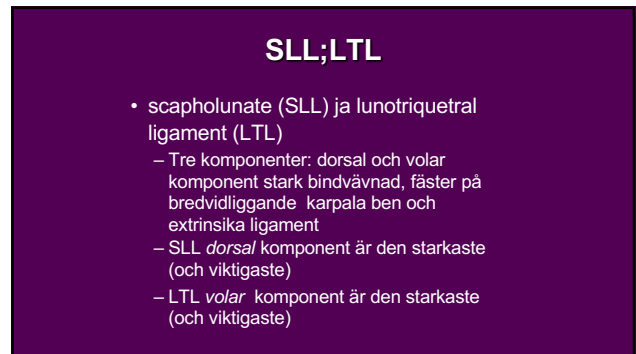 SLL;LTL
• scapholunate (SLL) ja lunotriquetral
ligament (LTL)
– Tre komponenter: dorsal och volar
komponent stark bindvävnad, fäster på
bredvidliggande karpala ben och
extrinsika ligament
– SLL dorsal komponent är den starkaste
(och viktigaste)
– LTL volar komponent är den starkaste
(och viktigaste)